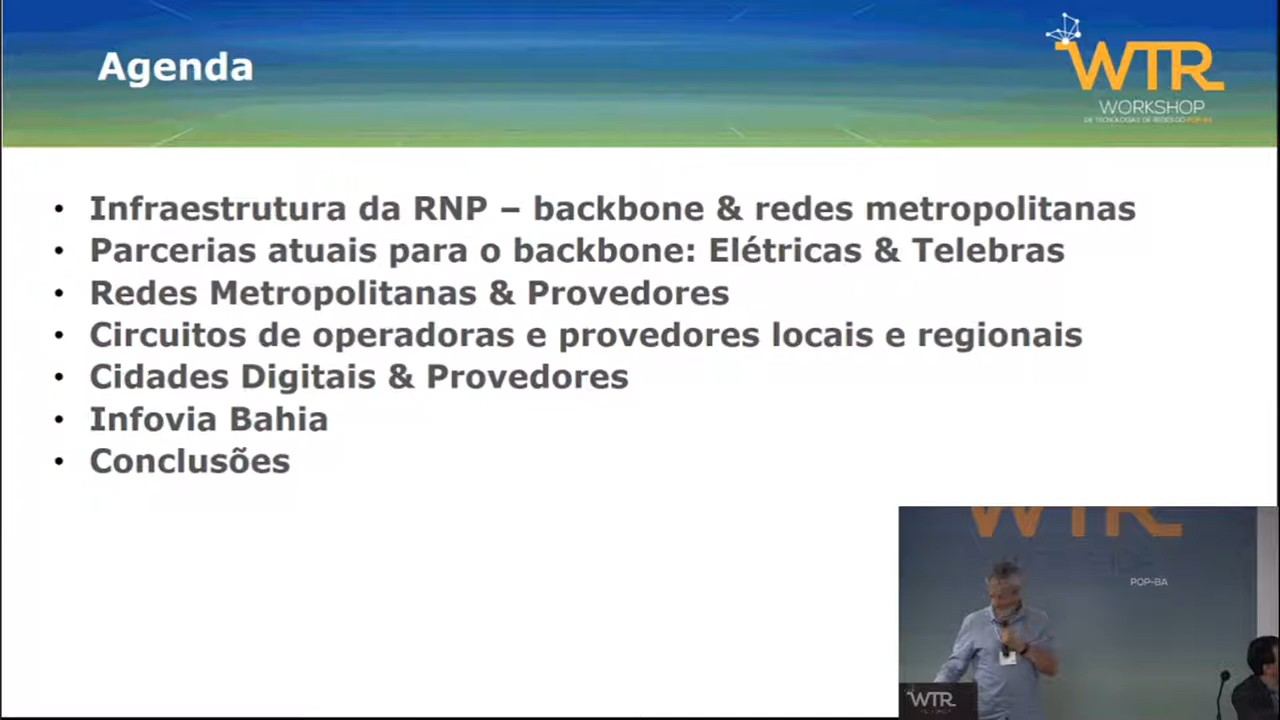 Agenda
WTR
WORKSHOP
DE TECNOLOGIAS DE REDES DO POP-BA
• Infraestrutura da RNP – backbone & redes metropolitanas
• Parcerias atuais para o backbone: Elétricas & Telebras
• Redes Metropolitanas & Provedores
• Circuitos de operadoras e provedores locais e regionais
• Cidades Digitais & Provedores
• Infovia Bahia
• Conclusões
WTR
POP-BA
WTR